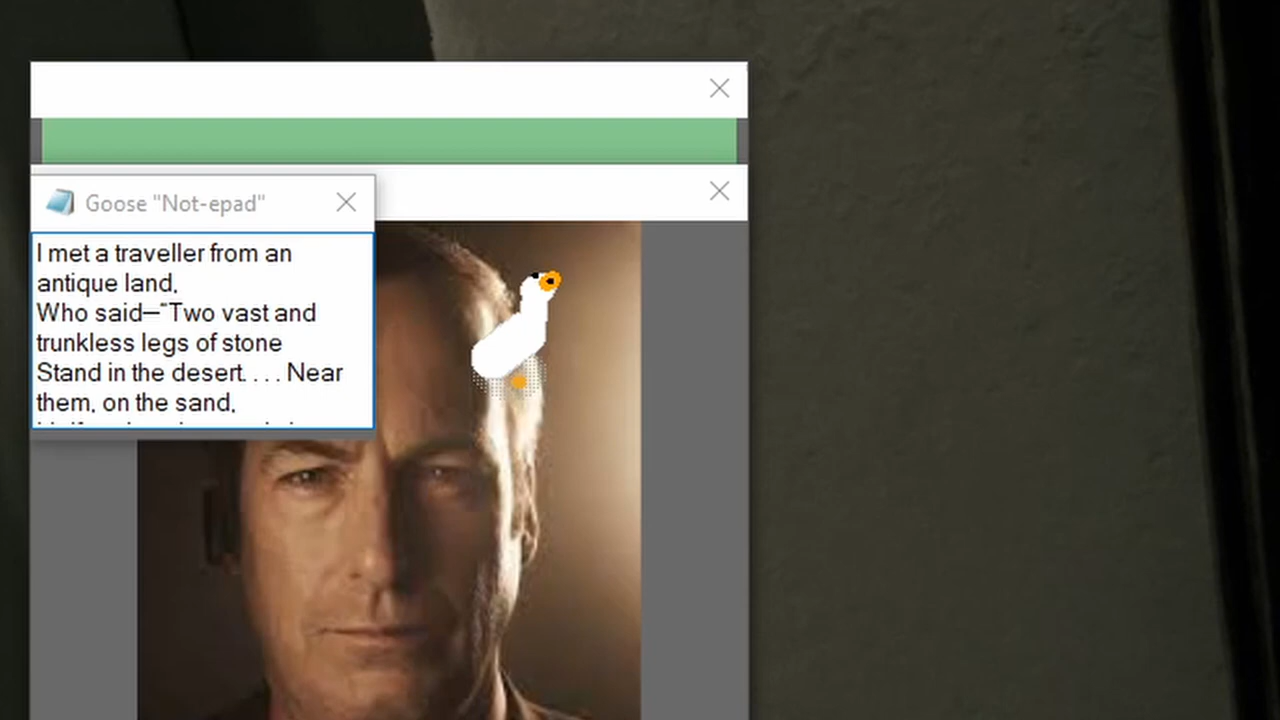 Goose "Not-epad"
I met a traveller from an
antique land,
Who said—“Two vast and
trunkless legs of stone
Stand in the desert. . . . Near
them, on the sand,